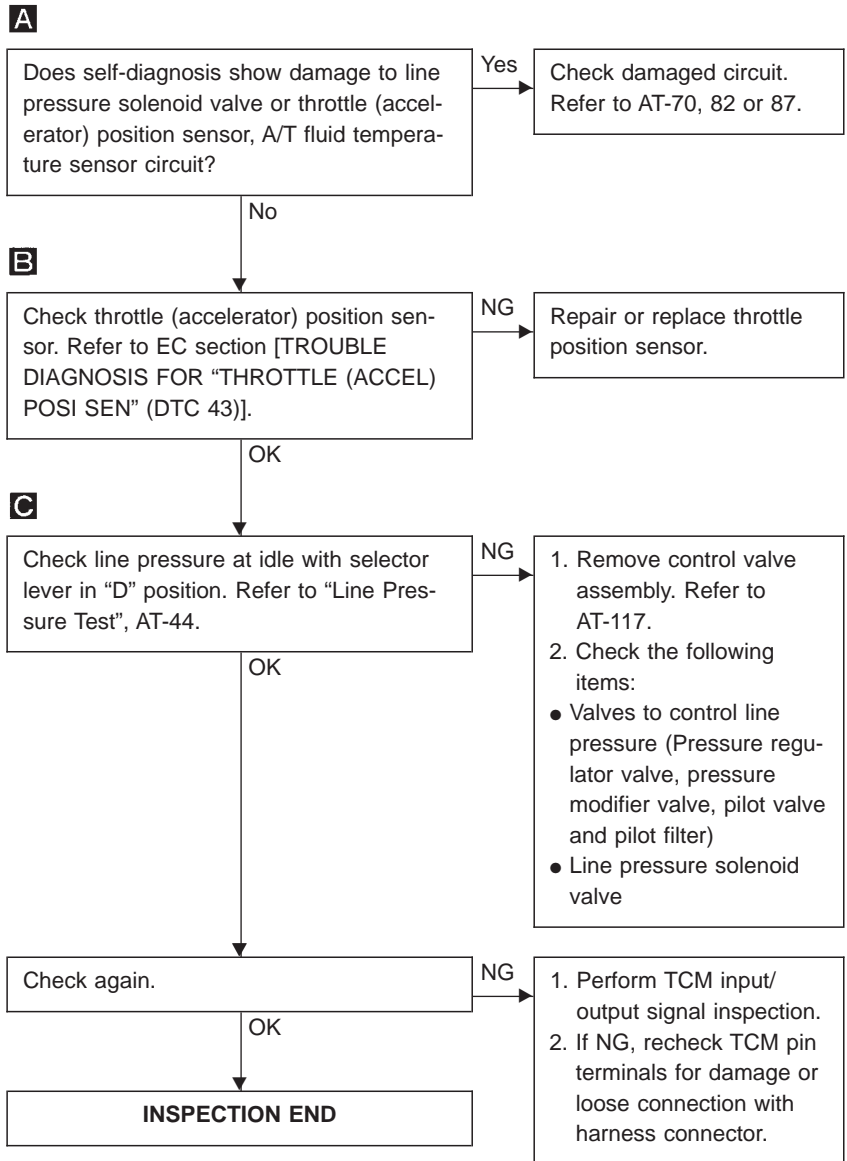 A
Does self-diagnosis show damage to line
pressure solenoid valve or throttle (accel-
erator) position sensor, A/T fluid tempera-
ture sensor circuit?
Yes
Check damaged circuit.
Refer to AT-70, 82 or 87.
No
B
Check throttle (accelerator) position sen-
sor. Refer to EC section [TROUBLE
DIAGNOSIS FOR “THROTTLE (ACCEL)
POSI SEN” (DTC 43)].
NG
Repair or replace throttle
position sensor.
OK
C
Check line pressure at idle with selector
lever in “D” position. Refer to “Line Pres-
sure Test”, AT-44.
NG
1. Remove control valve
assembly. Refer to
AT-117.
2. Check the following
items:
● Valves to control line
pressure (Pressure regu-
lator valve, pressure
modifier valve, pilot valve
and pilot filter)
● Line pressure solenoid
valve
OK
Check again.
NG
1. Perform TCM input/
output signal inspection.
2. If NG, recheck TCM pin
terminals for damage or
loose connection with
harness connector.
OK
INSPECTION END